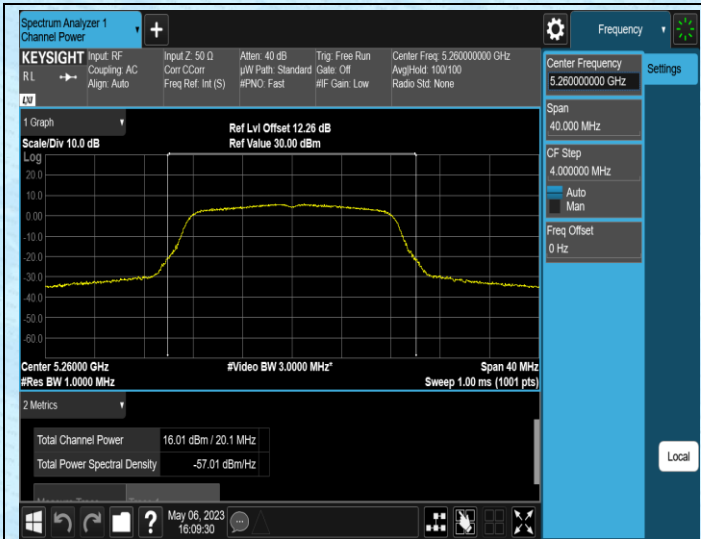 Spectrum Analyzer 1
Channel Power
+
Frequency
KEYSIGHT
R L
LXI
Input: RF
Coupling: AC
Align: Auto
Input Z: 50 Ω
Corr CCorr
Freq Ref: Int (S)
Atten: 40 dB
µW Path: Standard
#PNO: Fast
Trig: Free Run
Gate: Off
#IF Gain: Low
Center Freq: 5.260000000 GHz
Avg|Hold: 100/100
Radio Std: None
Center Frequency
5.260000000 GHz
Settings
Span
40.000 MHz
CF Step
4.000000 MHz
Auto
Man
Freq Offset
0 Hz
Local
1 Graph
Scale/Div 10.0 dB
Ref Lvl Offset 12.26 dB
Ref Value 30.00 dBm
Log
20.0
10.0
0.00
-10.0
-20.0
-30.0
-40.0
-50.0
-60.0
Center 5.26000 GHz
#Video BW 3.0000 MHz*
Span 40 MHz
#Res BW 1.0000 MHz
Sweep 1.00 ms (1001 pts)
2 Metrics
Total Channel Power 16.01 dBm / 20.1 MHz
Total Power Spectral Density -57.01 dBm/Hz
?
May 06, 2023
16:09:30